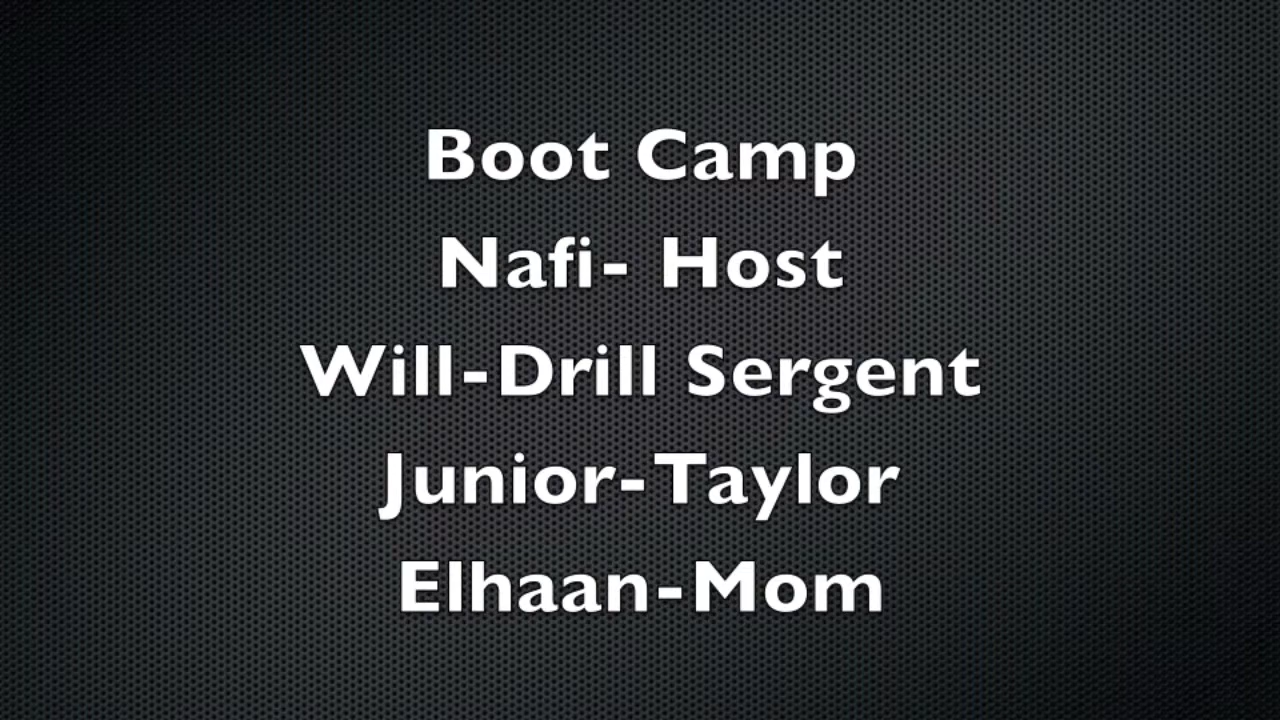 Boot Camp
Nafi- Host
Will-Drill Sergent
Junior-Taylor
Elhaan-Mom